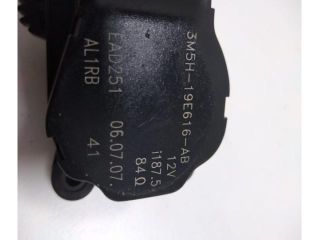 3M5H-19E616-AB
12V
i187.5
84Ω
EAD251 06.07.07.
AL1RB 41